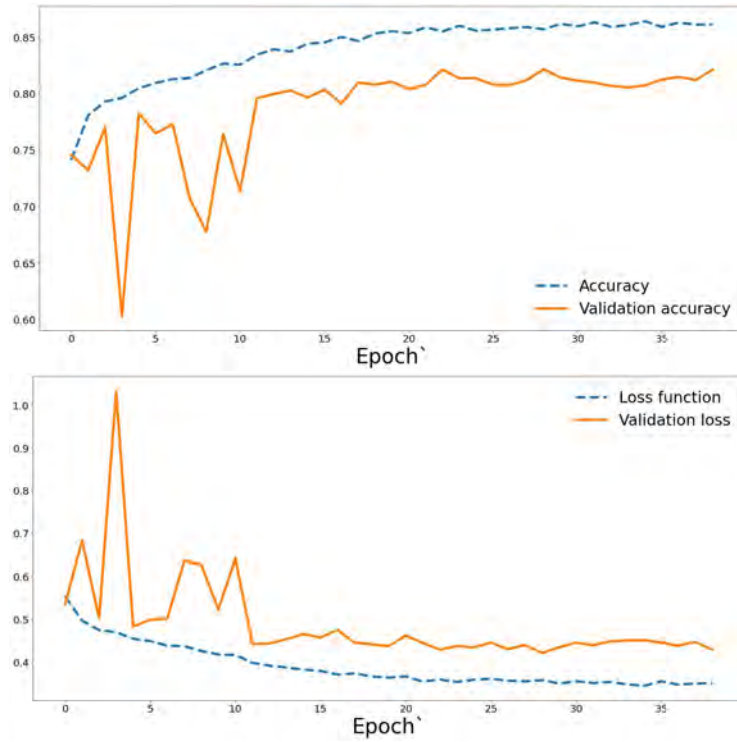 0.85
0.80
0.75
0.70
0.65
0.60
Accuracy
Validation accuracy
0 5 10 15 20 25 30 35
Epoch`
1.0
0.9
0.8
0.7
0.6
0.5
0.4
Loss function
Validation loss
0 5 10 15 20 25 30 35
Epoch`